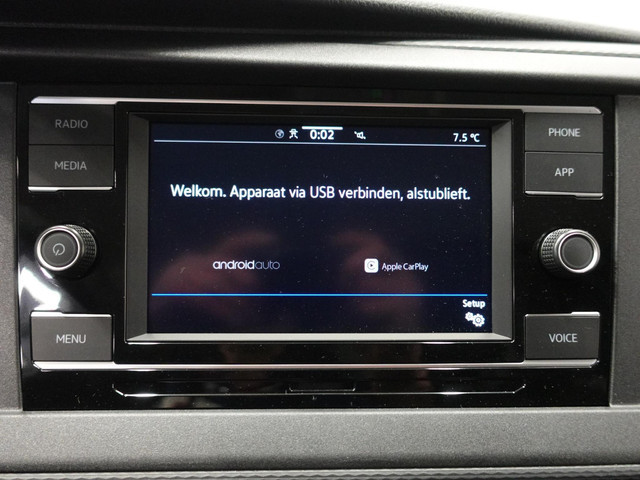 RADIO
MEDIA
MENU
0:02
7.5 °C
Welkom. Apparaat via USB verbinden, alstublieft.
androidauto
Apple CarPlay
Setup
PHONE
APP
VOICE